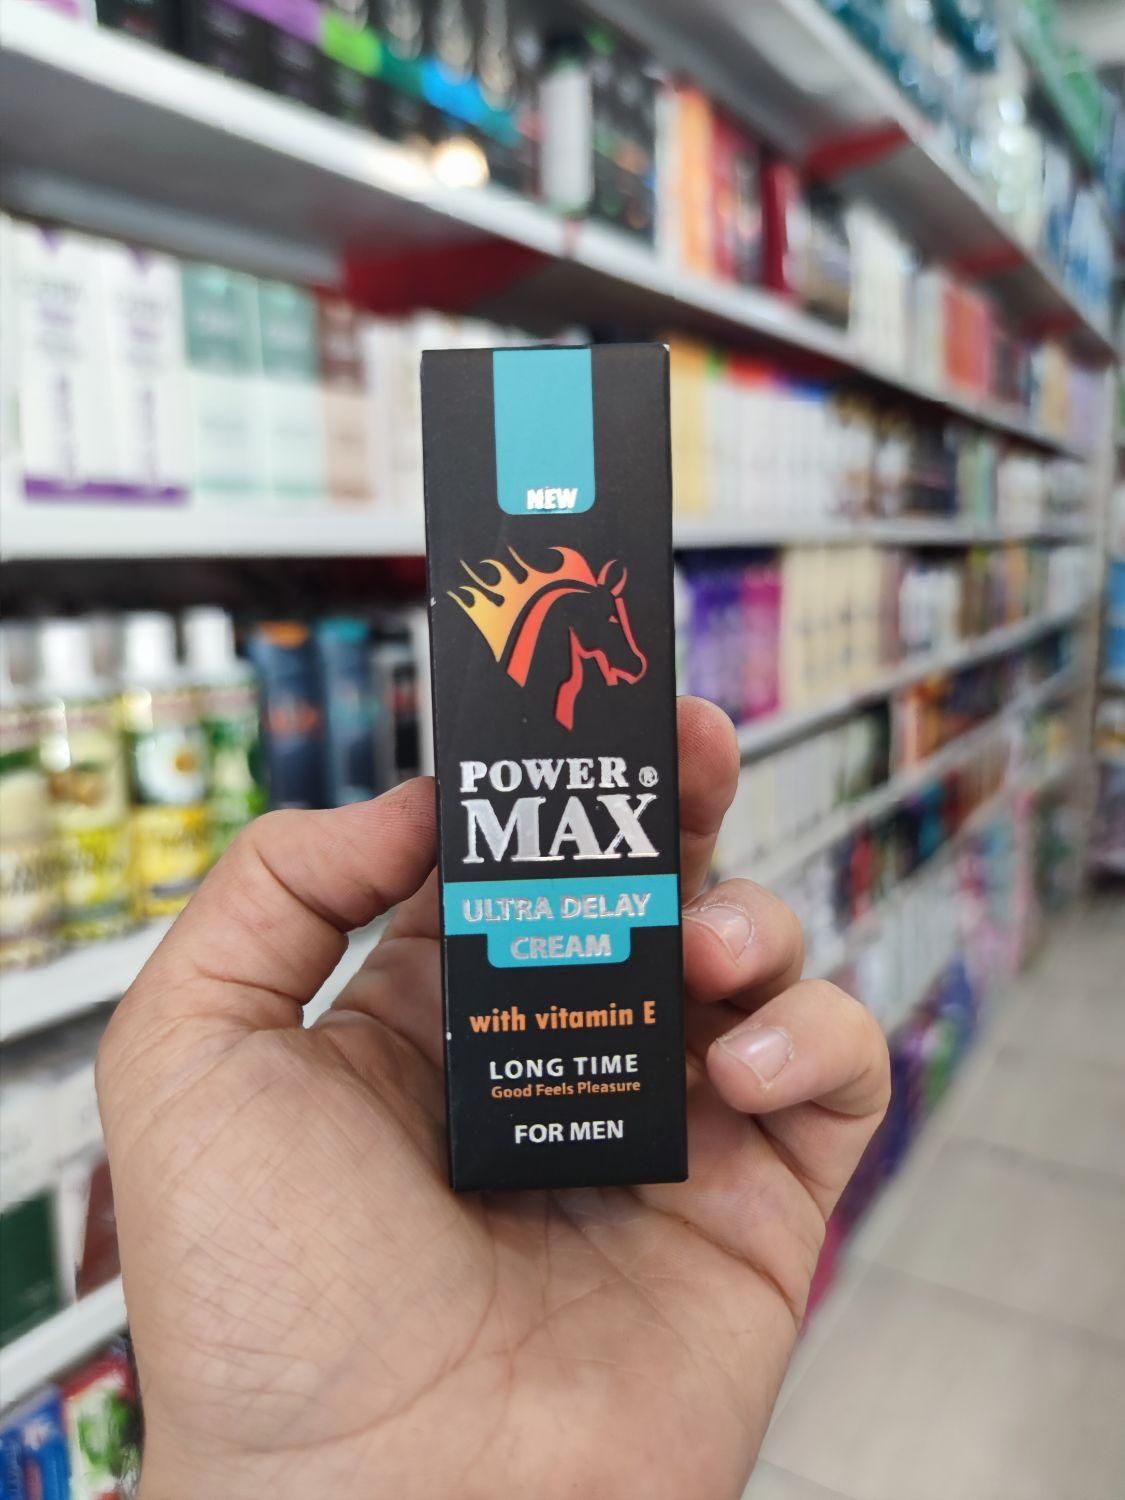 NEW
POWER ®
MAX
ULTRA DELAY
CREAM
with vitamin E
LONG TIME
Good Feels Pleasure
FOR MEN